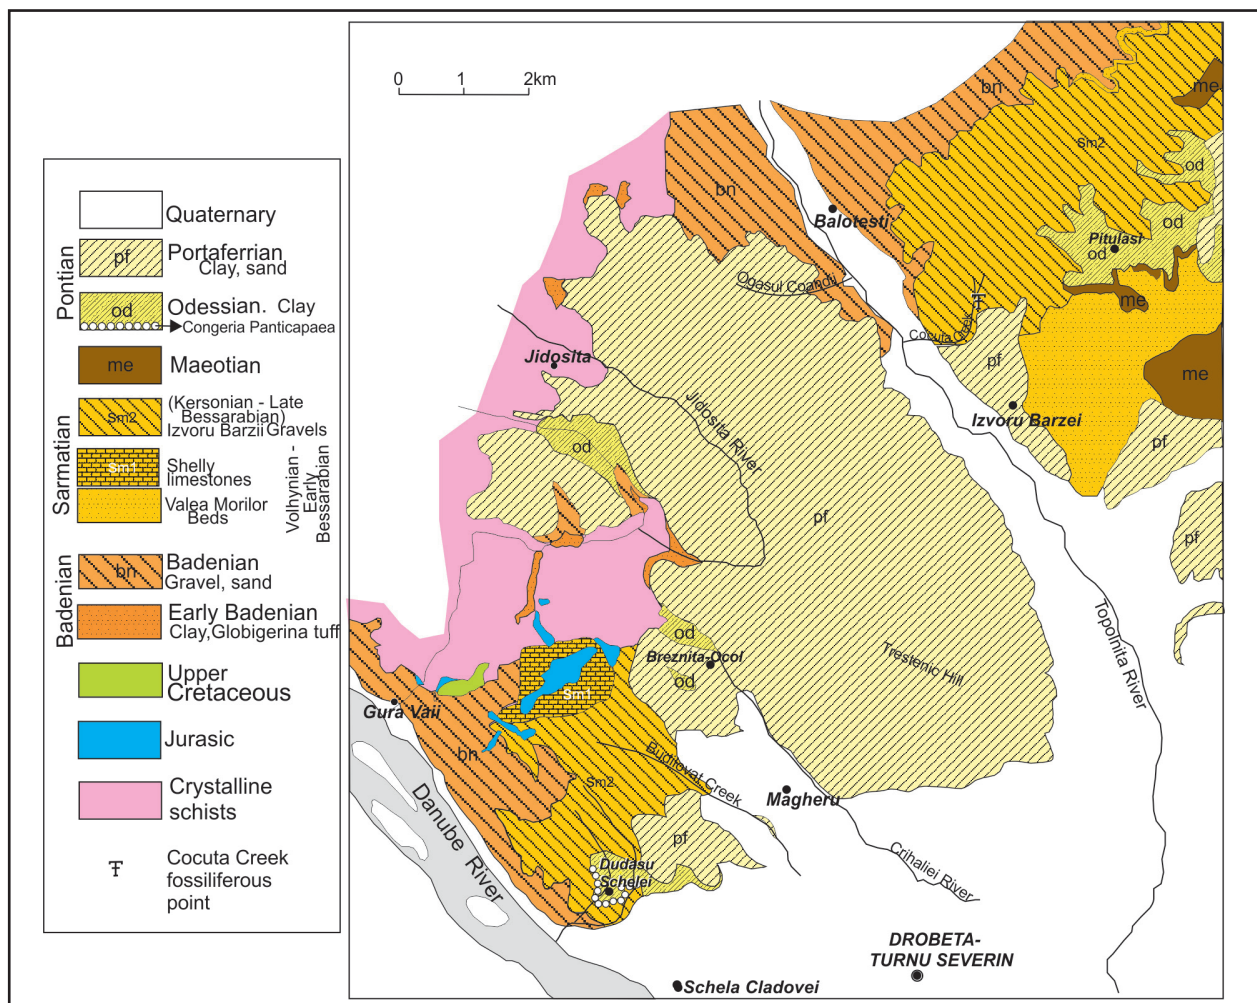 0 1 2km
Quaternary
pf
Portaferrian
Clay, sand
od
Odessian. Clay
Congeria Panticapaea
Pontian
me
Maeotian
Sm2
(Kersonian - Late
Bessarabian)
Izvoru Barzii Gravels
Sm1
Shelly
limestones
Valea Morilor
Beds
Sarmatian
Volhynian -
Early
Bessarabian
bn
Badenian
Gravel, sand
Early Badenian
Clay,Globigerina tuff
Badenian
Upper
Cretaceous
Jurasic
Crystalline
schists
Cocuta Creek
fossiliferous
point
bn
me
Sm2
od
bn
Balotesti
od
Pitulasi
od
Ogasul Coandii
me
Cocuta Creek
pf
Jidosita
me
Izvoru Barzei
Jidosita River
od
pf
pf
pf
Topolnita River
od
Breznita-Ocol
od
Trestenic Hill
Sm1
Gura Vaii
bn
Sm2
Budilovat Creek
Magheru
Danube River
pf
Crihaliei River
Dudasu
Schelei
DROBETA-
TURNU SEVERIN
Schela Cladovei